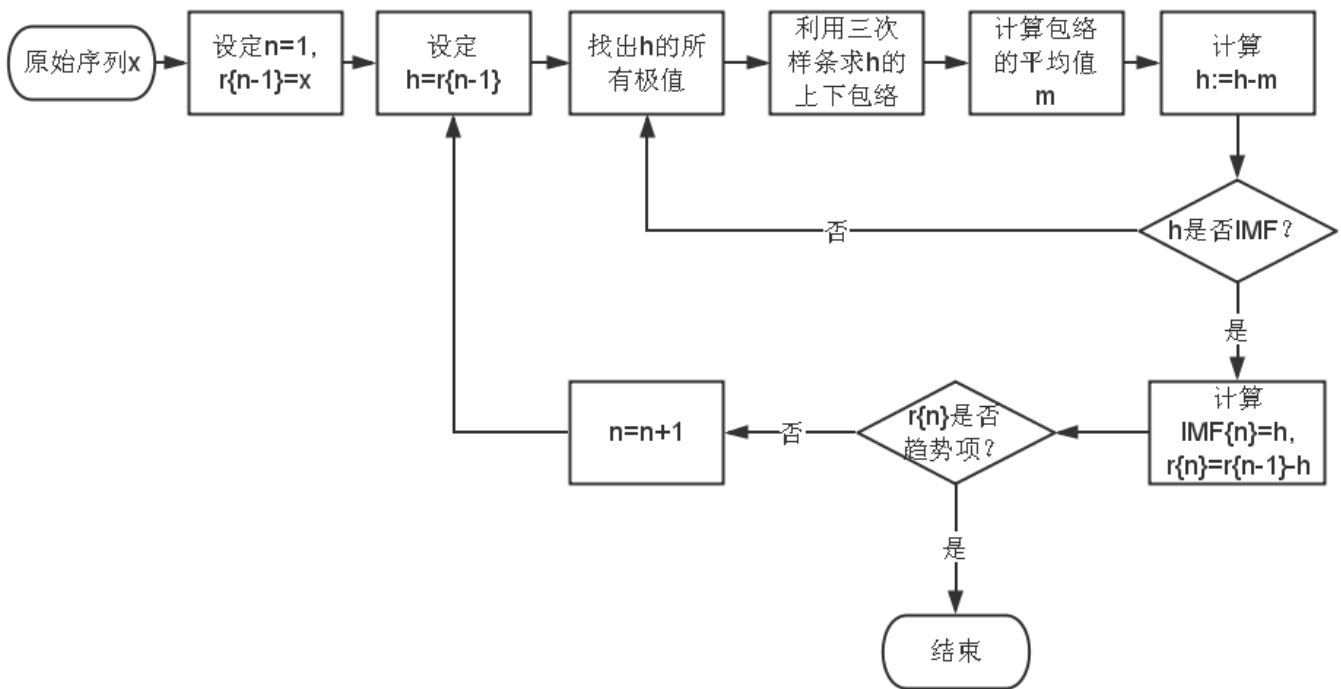 原始序列x
设定n=1,
r{n-1}=x
设定
h=r{n-1}
找出h的所
有极值
利用三次
样条求h的
上下包络
计算包络
的平均值
m
计算
h:=h-m
h是否IMF?
否
是
计算
IMF{n}=h,
r{n}=r{n-1}-h
r{n}是否
趋势项?
否
n=n+1
是
结束